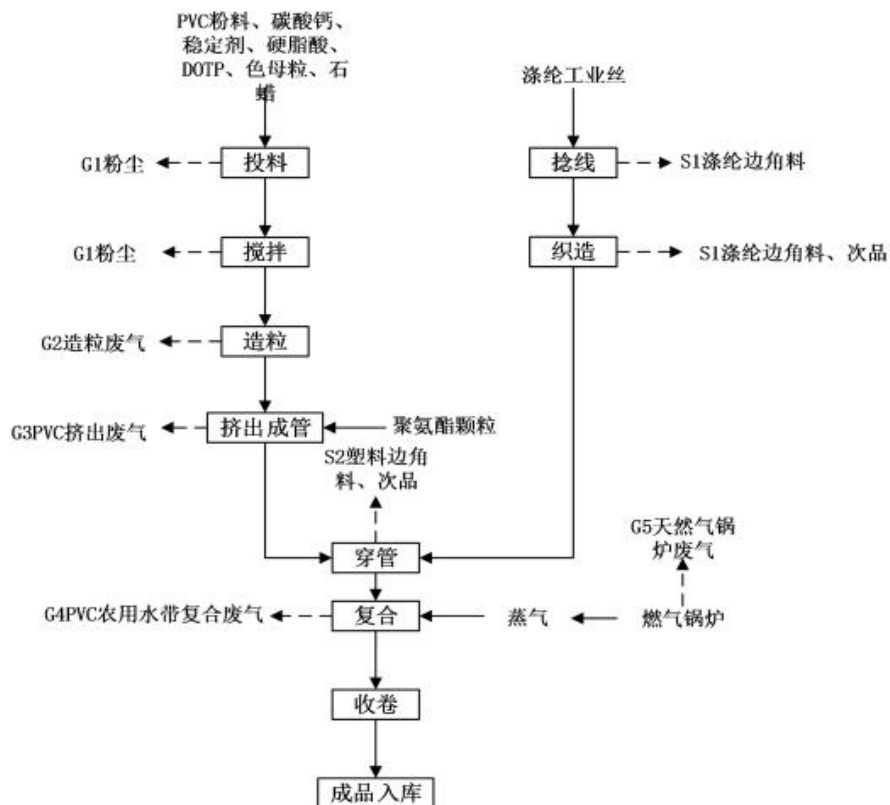 PVC粉料、碳酸钙、
稳定剂、硬脂酸、
DOTP、色母粒、石
蜡
涤纶工业丝
G1粉尘
投料
捻线
S1涤纶边角料
G1粉尘
搅拌
织造
S1涤纶边角料、次品
G2造粒废气
造粒
G3PVC挤出废气
挤出成管
聚氨酯颗粒
S2塑料边角
料、次品
G5天然气锅
炉废气
穿管
G4PVC农用水带复合废气
复合
蒸气
燃气锅炉
收卷
成品入库